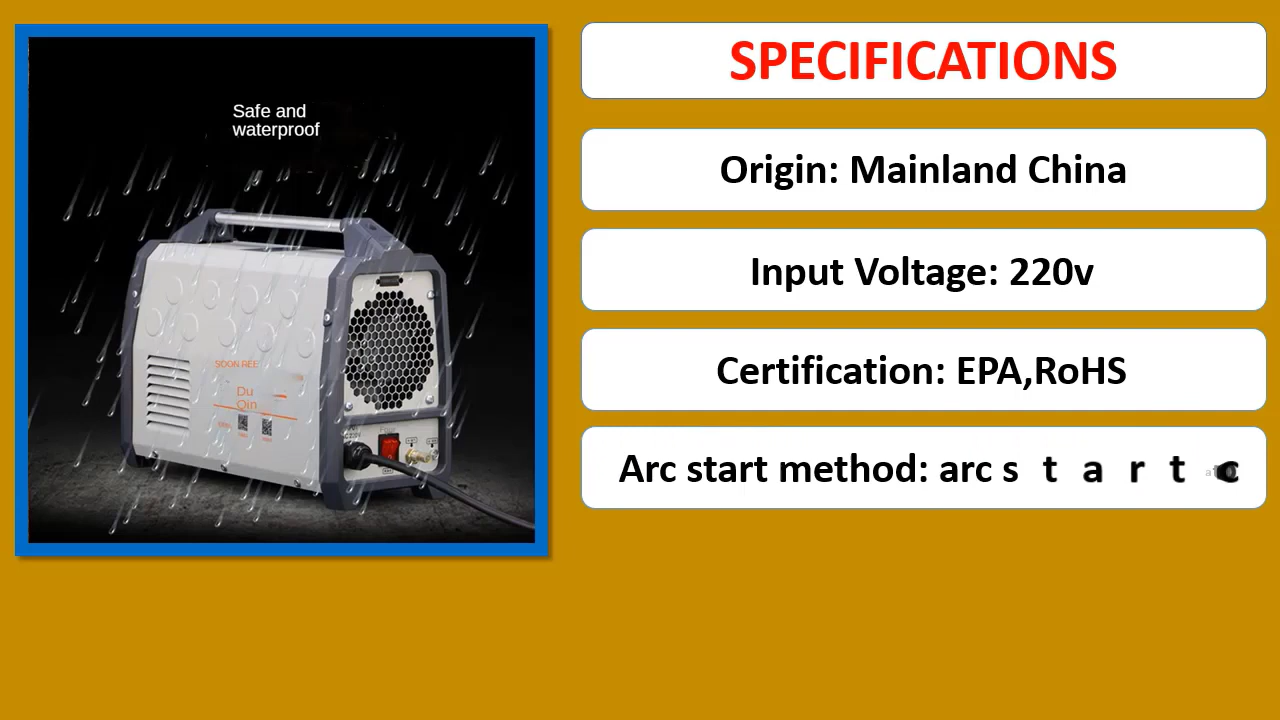 SPECIFICATIONS
Safe and
waterproof
Origin: Mainland China
Input Voltage: 220v
Certification: EPA,RoHS
SOON REE
Du
Qin
Arc start method: arc start